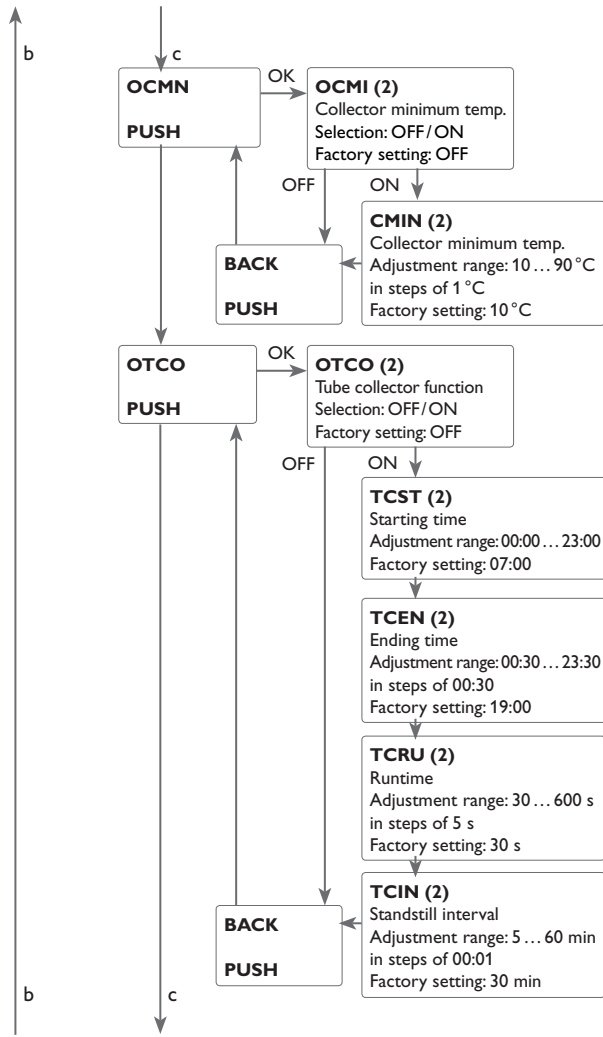 b
c
OCMN
PUSH
OK
OCMI (2)
Collector minimum temp.
Selection: OFF/ON
Factory setting: OFF
OFF
ON
CMIN (2)
Collector minimum temp.
Adjustment range: 10 … 90 °C
in steps of 1 °C
Factory setting: 10 °C
BACK
PUSH
OTCO
PUSH
OK
OTCO (2)
Tube collector function
Selection: OFF/ON
Factory setting: OFF
OFF
ON
TCST (2)
Starting time
Adjustment range: 00:00 … 23:00
Factory setting: 07:00
TCEN (2)
Ending time
Adjustment range: 00:30 … 23:30
in steps of 00:30
Factory setting: 19:00
TCRU (2)
Runtime
Adjustment range: 30 … 600 s
in steps of 5 s
Factory setting: 30 s
TCIN (2)
Standstill interval
Adjustment range: 5 … 60 min
in steps of 00:01
Factory setting: 30 min
BACK
PUSH
b
c